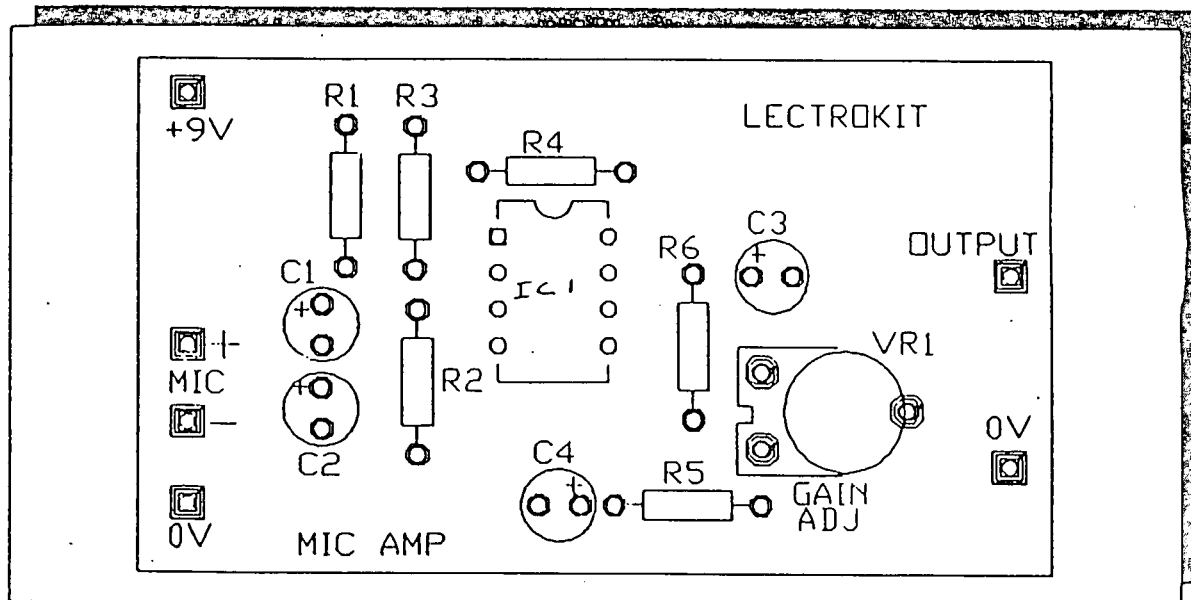 R1 R3
LECTROKIT
+9V
R4
C3
OUTPUT
R6
C1
+
+
IC1
+
VR1
MIC
R2
+
-
0V
C2
C4
+
R5
GAIN
ADJ
0V
MIC AMP